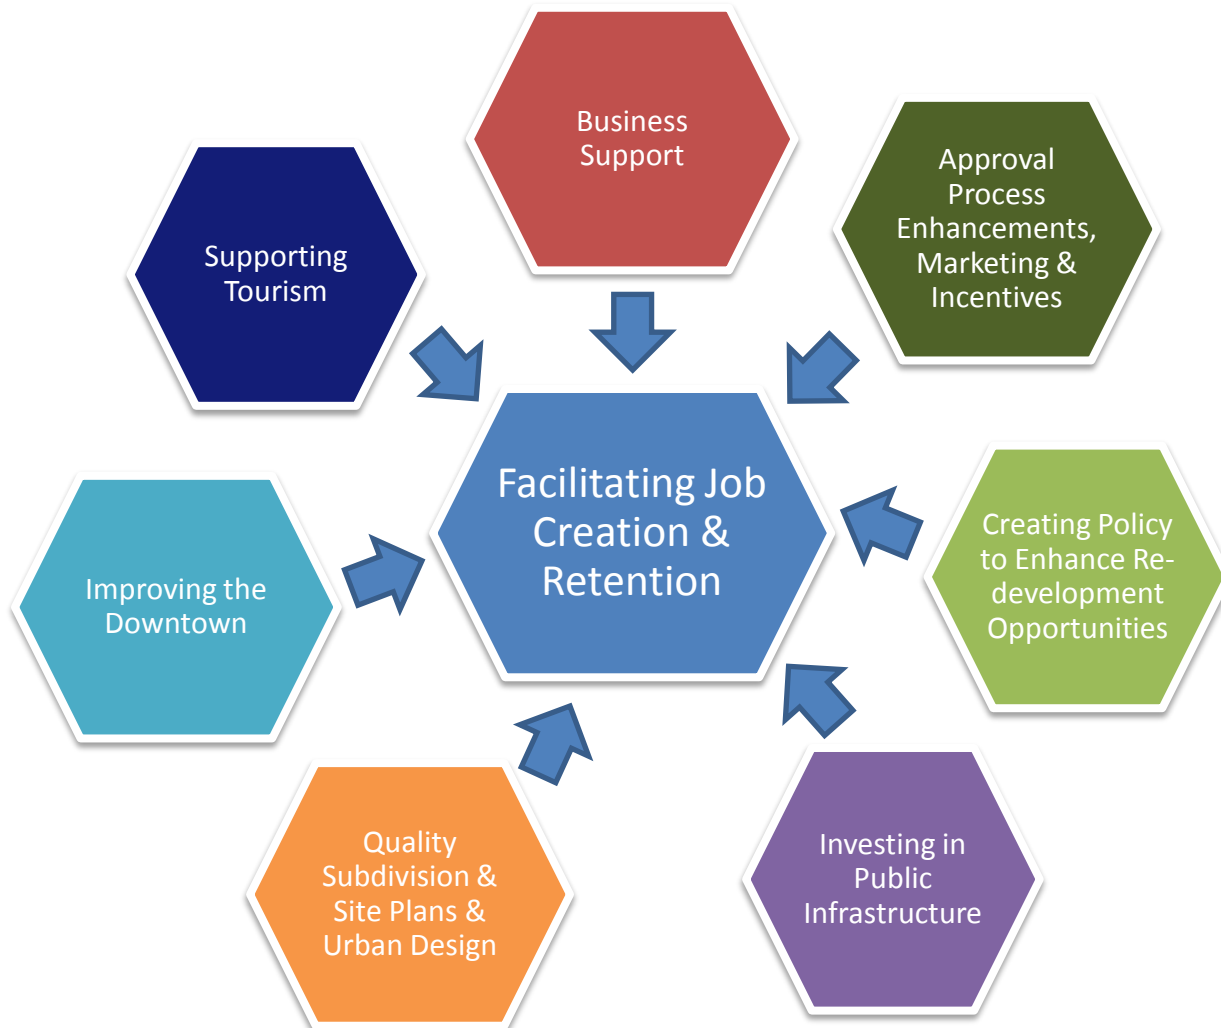 Business
Support
Approval
Process
Enhancements,
Marketing &
Incentives
Supporting
Tourism
Facilitating Job
Creation &
Retention
Creating Policy
to Enhance Re-
development
Opportunities
Improving the
Downtown
Quality
Subdivision &
Site Plans &
Urban Design
Investing in
Public
Infrastructure